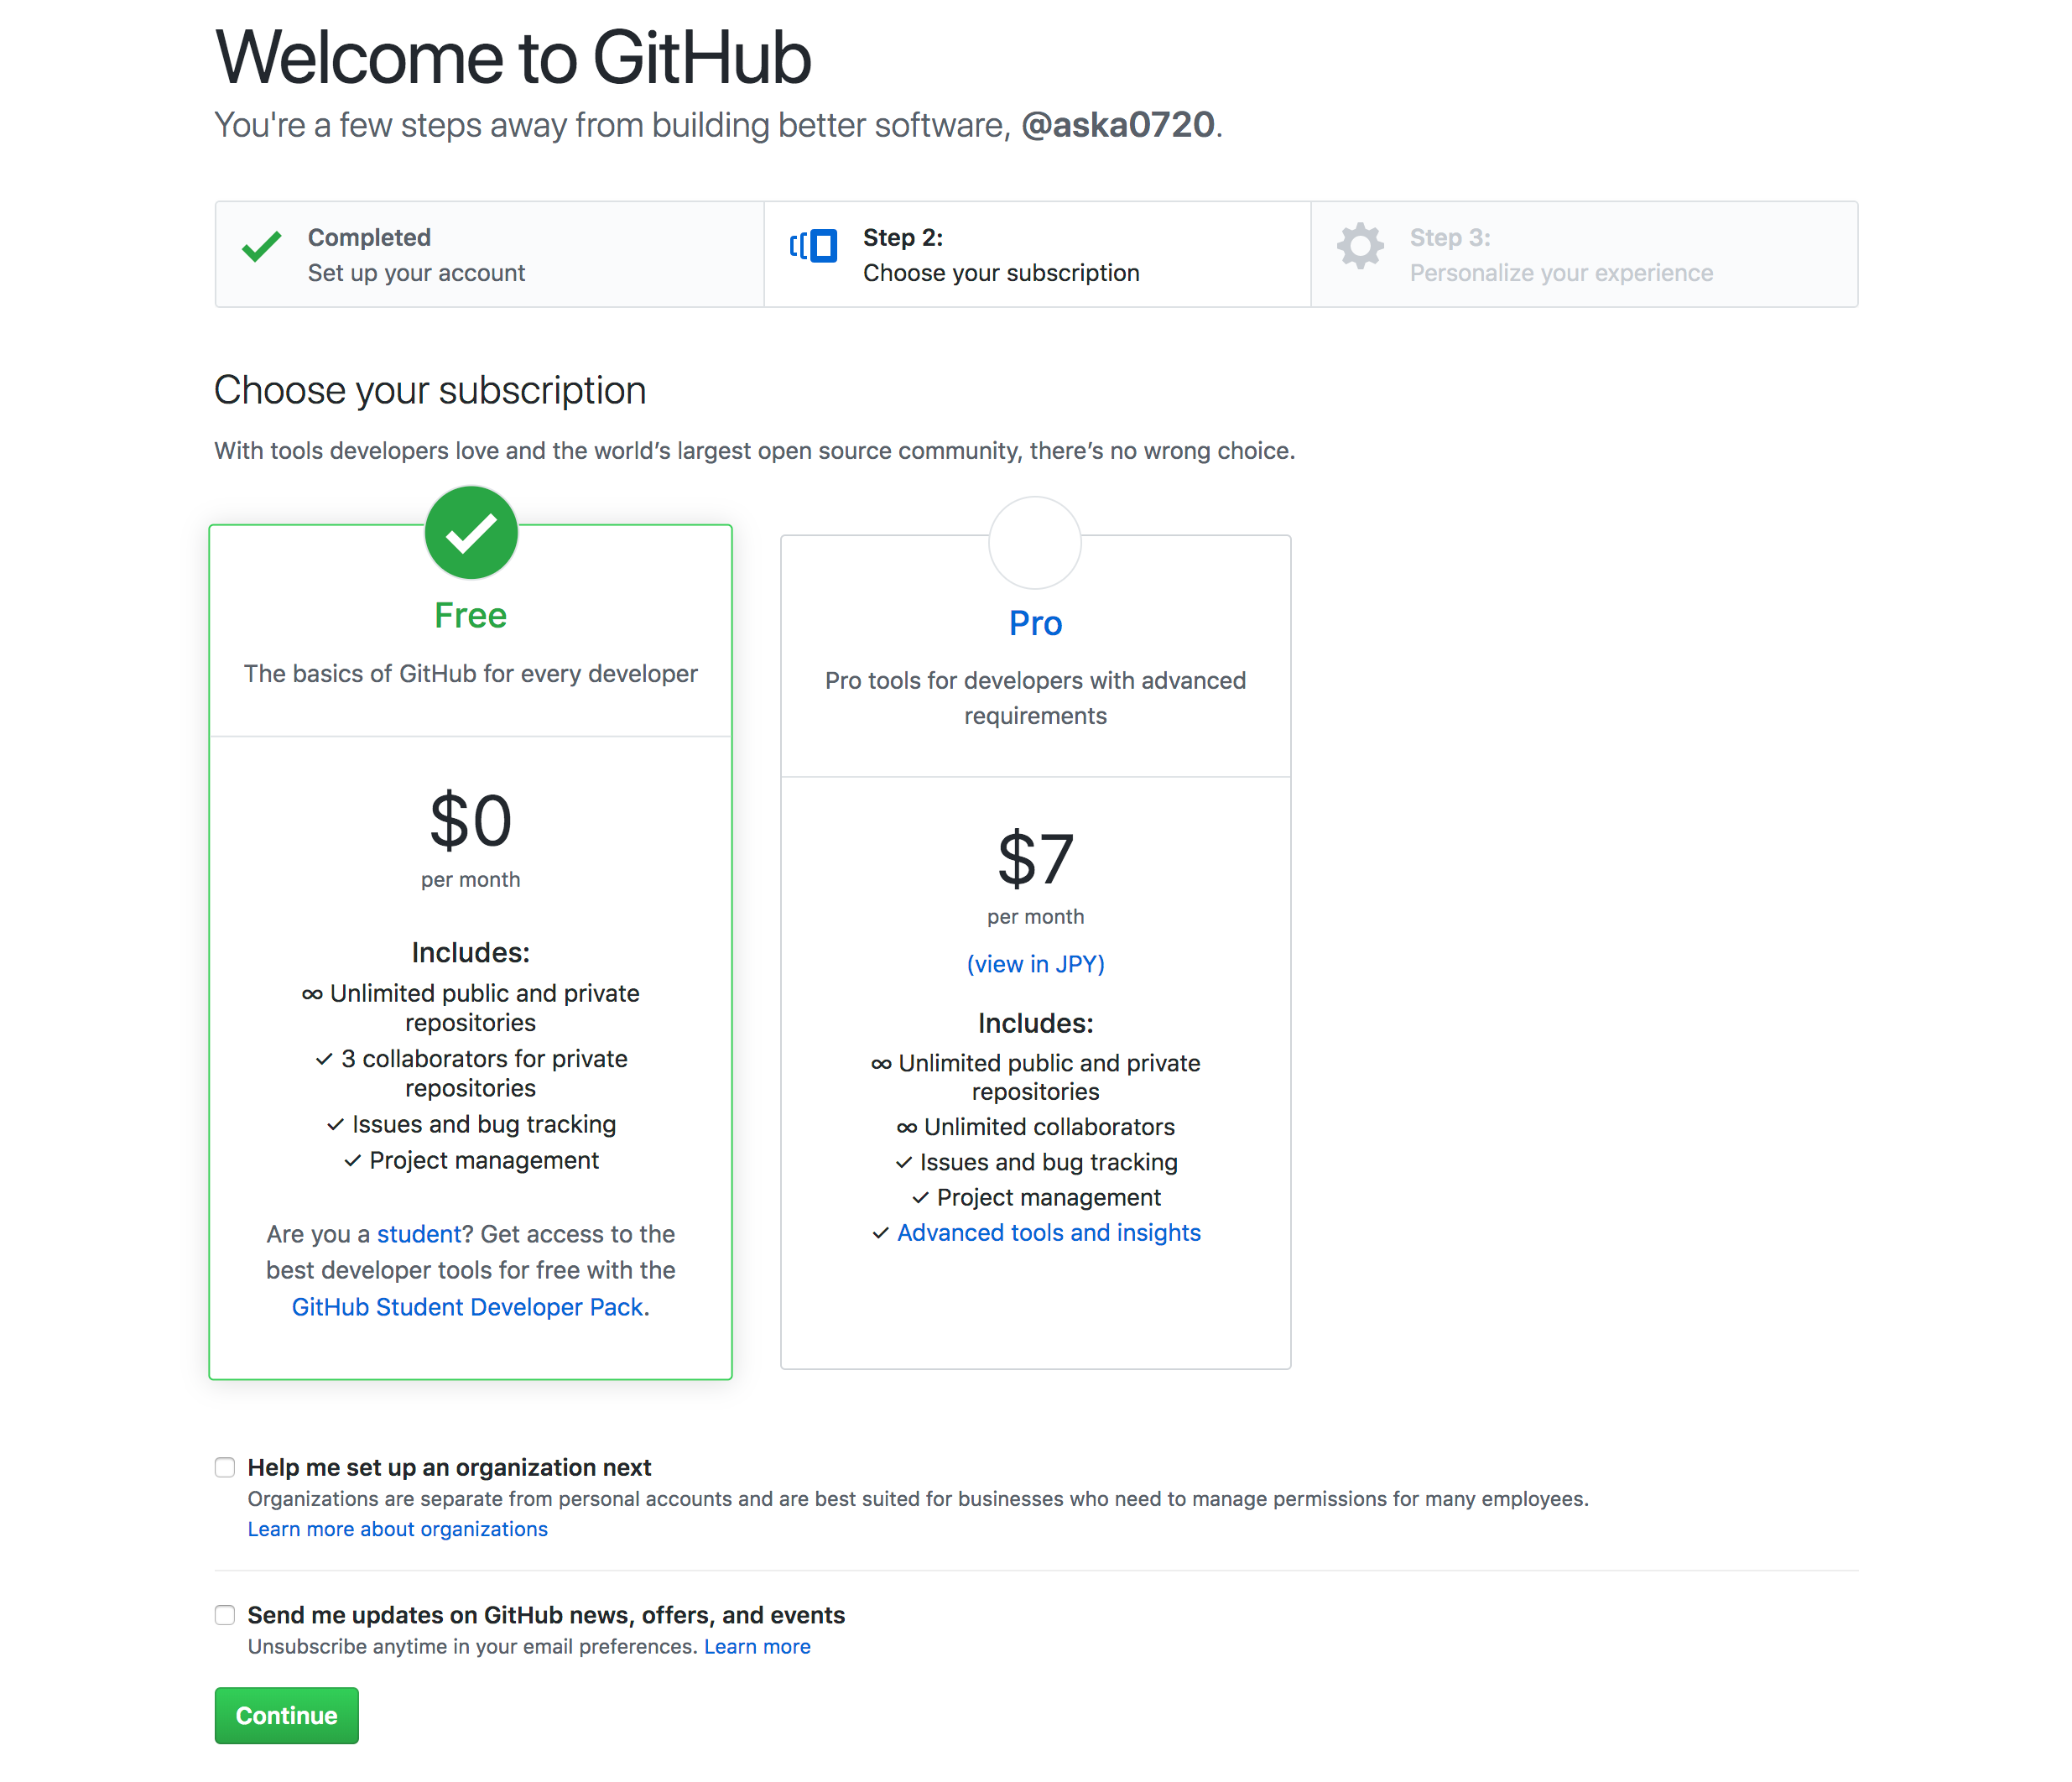 Welcome to GitHub
You're a few steps away from building better software, @aska0720.
Completed
Set up your account
Step 2:
Choose your subscription
Step 3:
Personalize your experience
Choose your subscription
With tools developers love and the world’s largest open source community, there’s no wrong choice.
Free
The basics of GitHub for every developer
$0
per month
Includes:
∞ Unlimited public and private
repositories
✓ 3 collaborators for private
repositories
✓ Issues and bug tracking
✓ Project management
Are you a student? Get access to the
best developer tools for free with the
GitHub Student Developer Pack.
Pro
Pro tools for developers with advanced
requirements
$7
per month
(view in JPY)
Includes:
∞ Unlimited public and private
repositories
∞ Unlimited collaborators
✓ Issues and bug tracking
✓ Project management
✓ Advanced tools and insights
Help me set up an organization next
Organizations are separate from personal accounts and are best suited for businesses who need to manage permissions for many employees.
Learn more about organizations
Send me updates on GitHub news, offers, and events
Unsubscribe anytime in your email preferences. Learn more
Continue